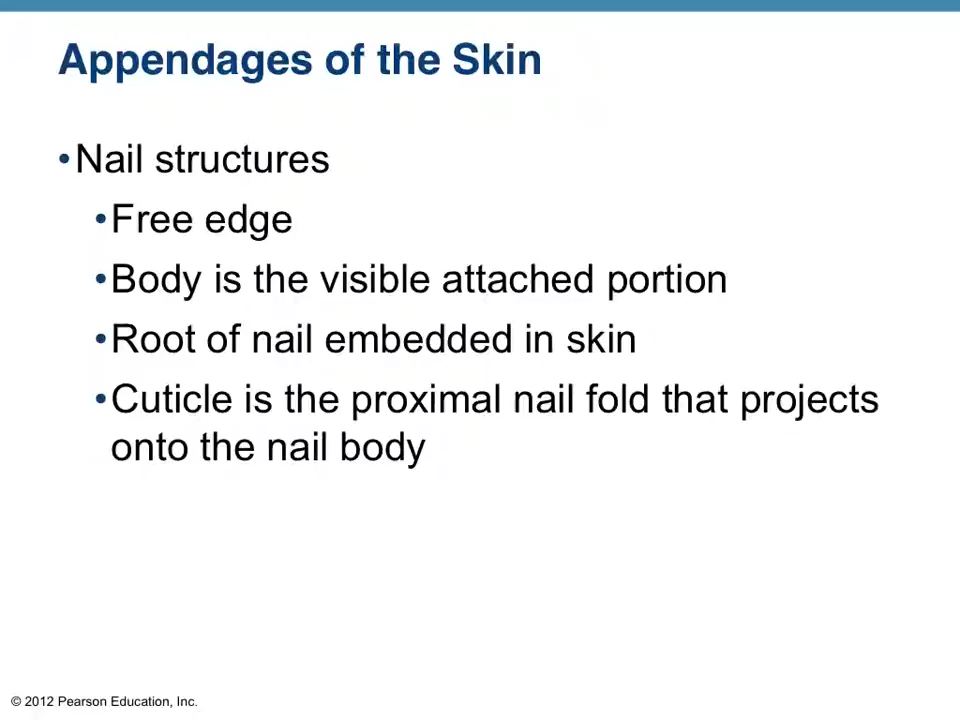 Appendages of the Skin
•Nail structures
•Free edge
•Body is the visible attached portion
•Root of nail embedded in skin
•Cuticle is the proximal nail fold that projects
onto the nail body
© 2012 Pearson Education, Inc.